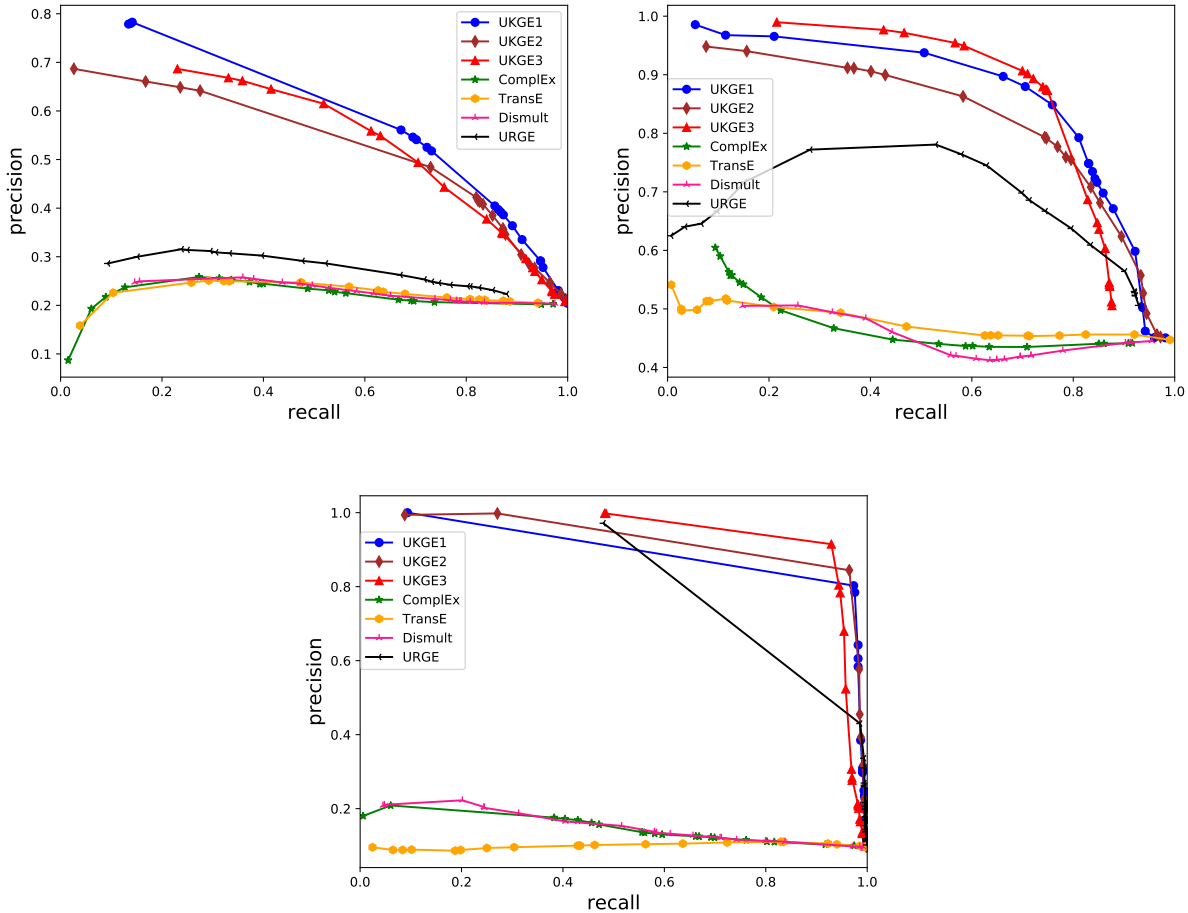 0.8
0.7
0.6
0.5
0.4
0.3
0.2
0.1
precision
0.0 0.2 0.4 0.6 0.8 1.0
recall
UKGE1
UKGE2
UKGE3
ComplEx
TransE
Dismult
URGE
1.0
0.9
0.8
0.7
0.6
0.5
0.4
precision
0.0 0.2 0.4 0.6 0.8 1.0
recall
UKGE1
UKGE2
UKGE3
ComplEx
TransE
Dismult
URGE
1.0
0.8
0.6
0.4
0.2
precision
0.0 0.2 0.4 0.6 0.8 1.0
recall
UKGE1
UKGE2
UKGE3
ComplEx
TransE
Dismult
URGE